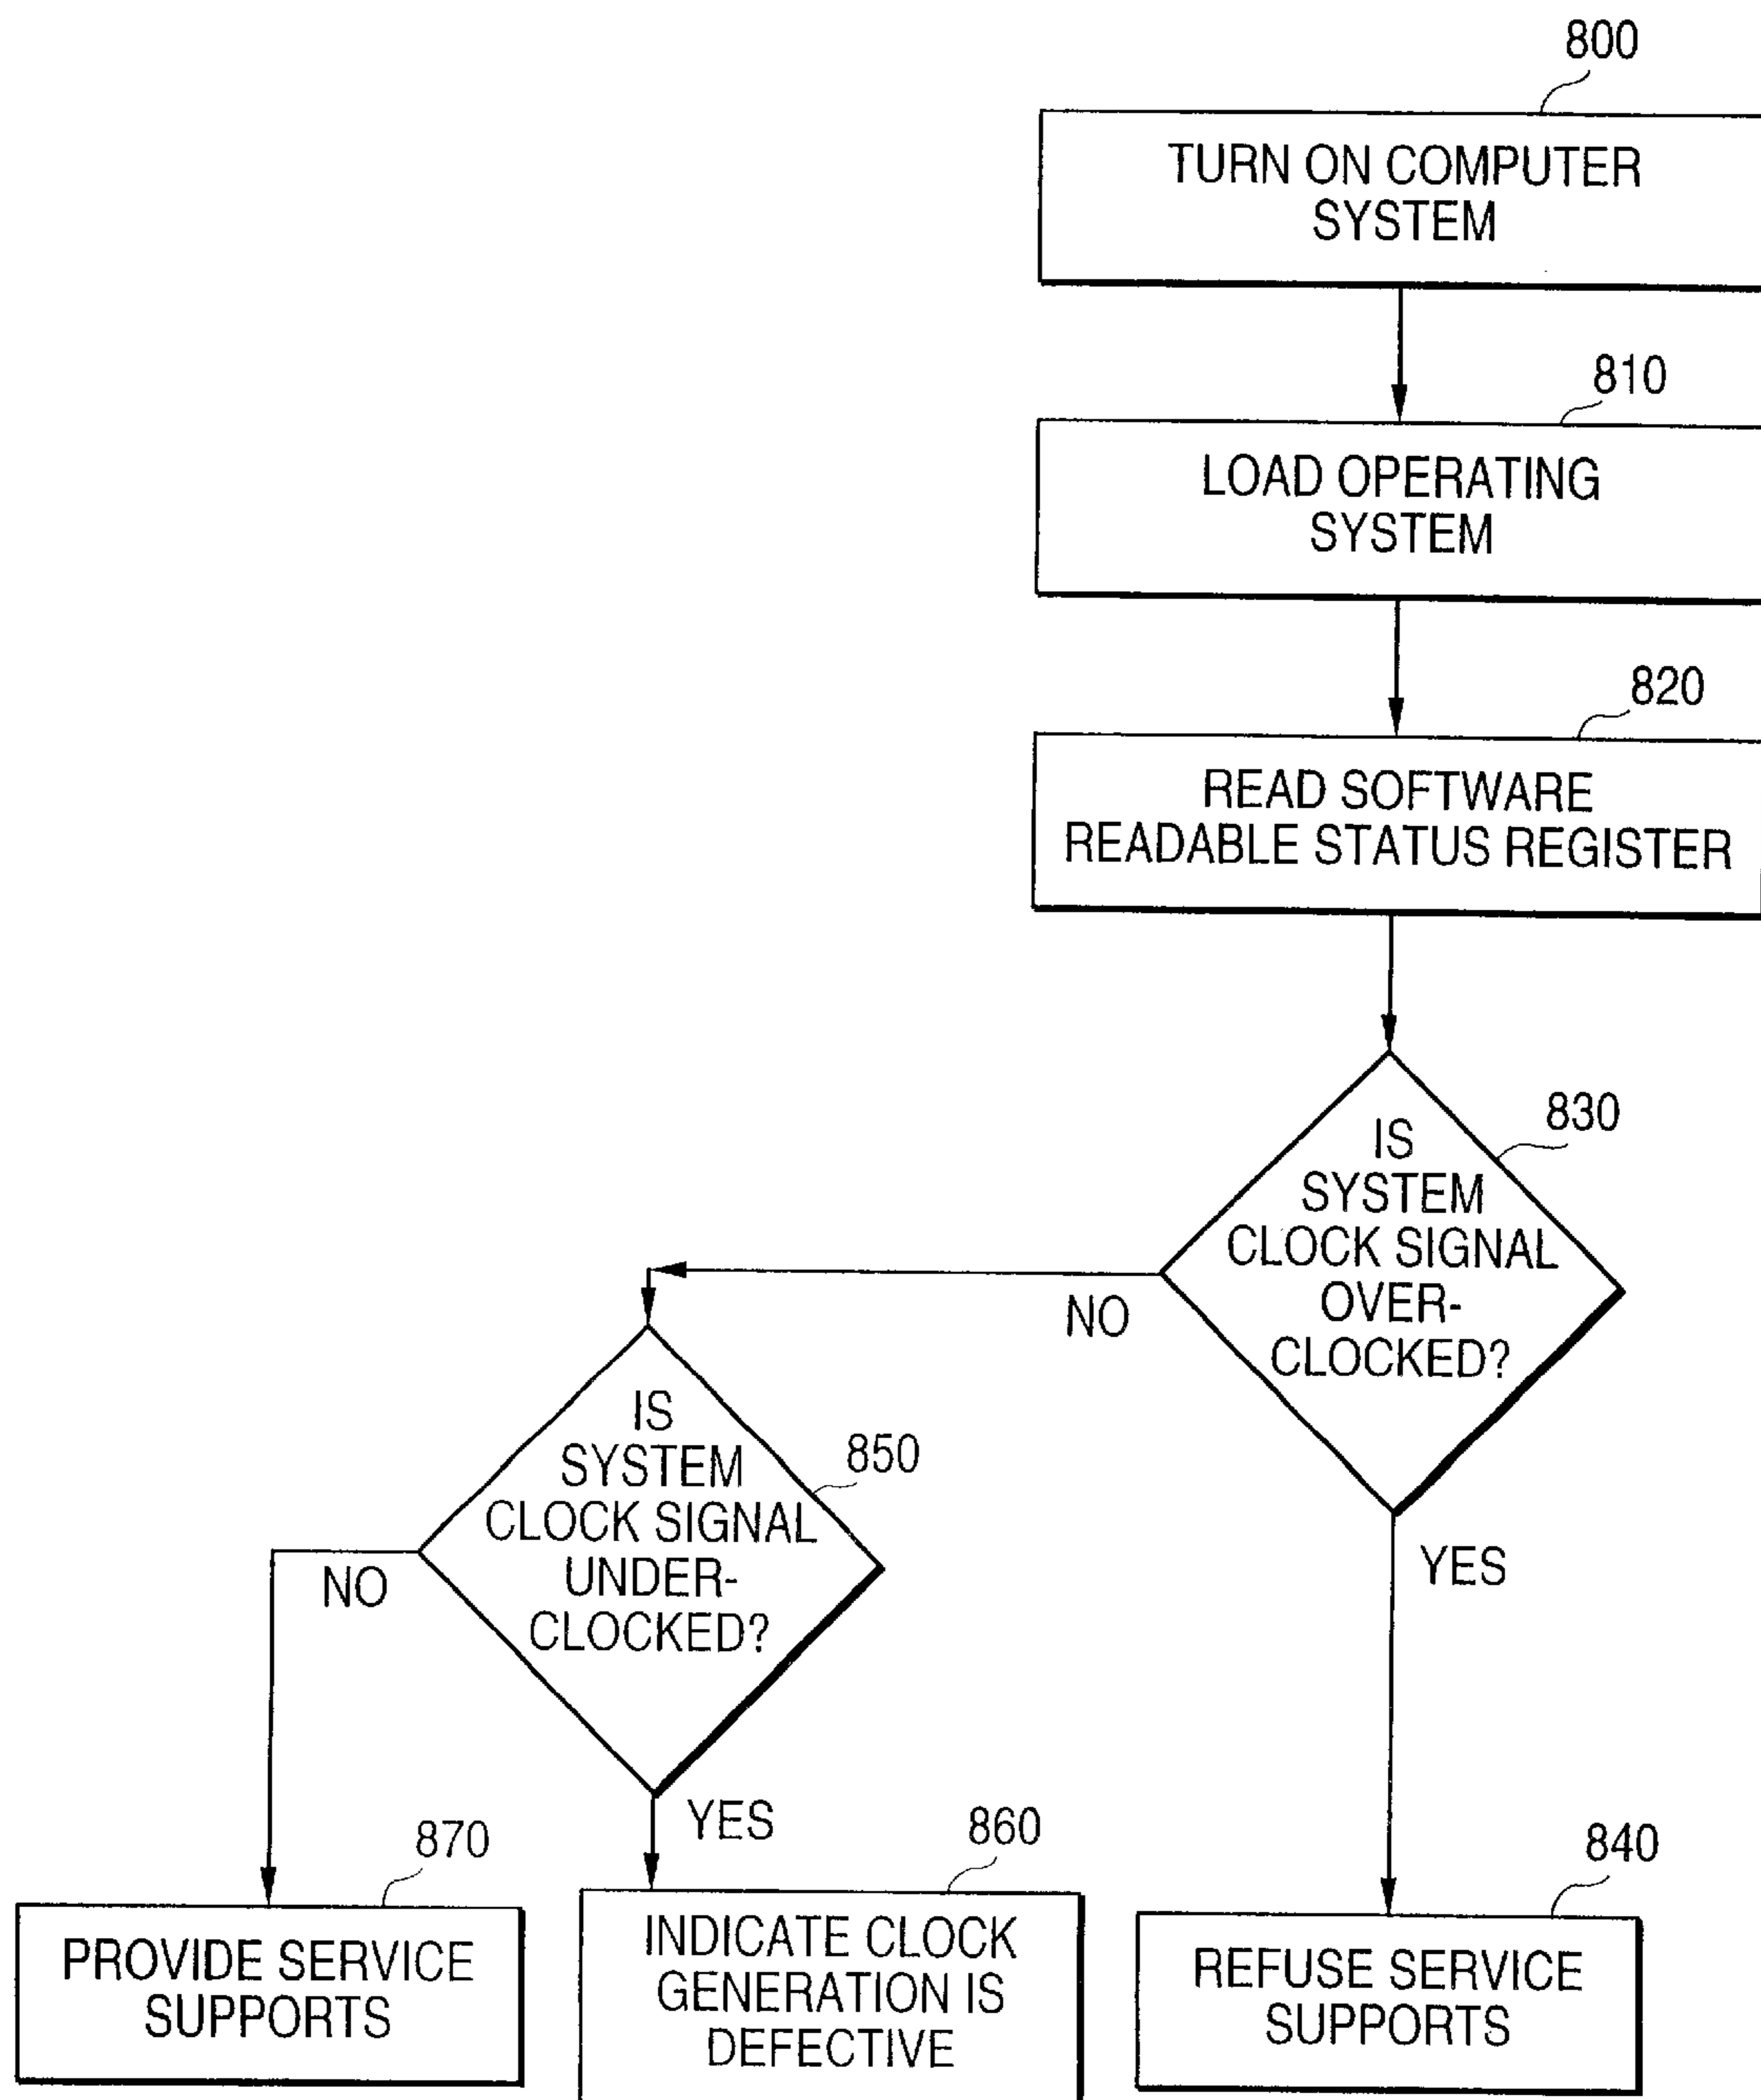 800
TURN ON COMPUTER
SYSTEM
810
LOAD OPERATING
SYSTEM
820
READ SOFTWARE
READABLE STATUS REGISTER
830
IS
SYSTEM
CLOCK SIGNAL
OVER-
CLOCKED?
NO
YES
850
IS
SYSTEM
CLOCK SIGNAL
UNDER-
CLOCKED?
NO
YES
870
PROVIDE SERVICE
SUPPORTS
860
INDICATE CLOCK
GENERATION IS
DEFECTIVE
840
REFUSE SERVICE
SUPPORTS